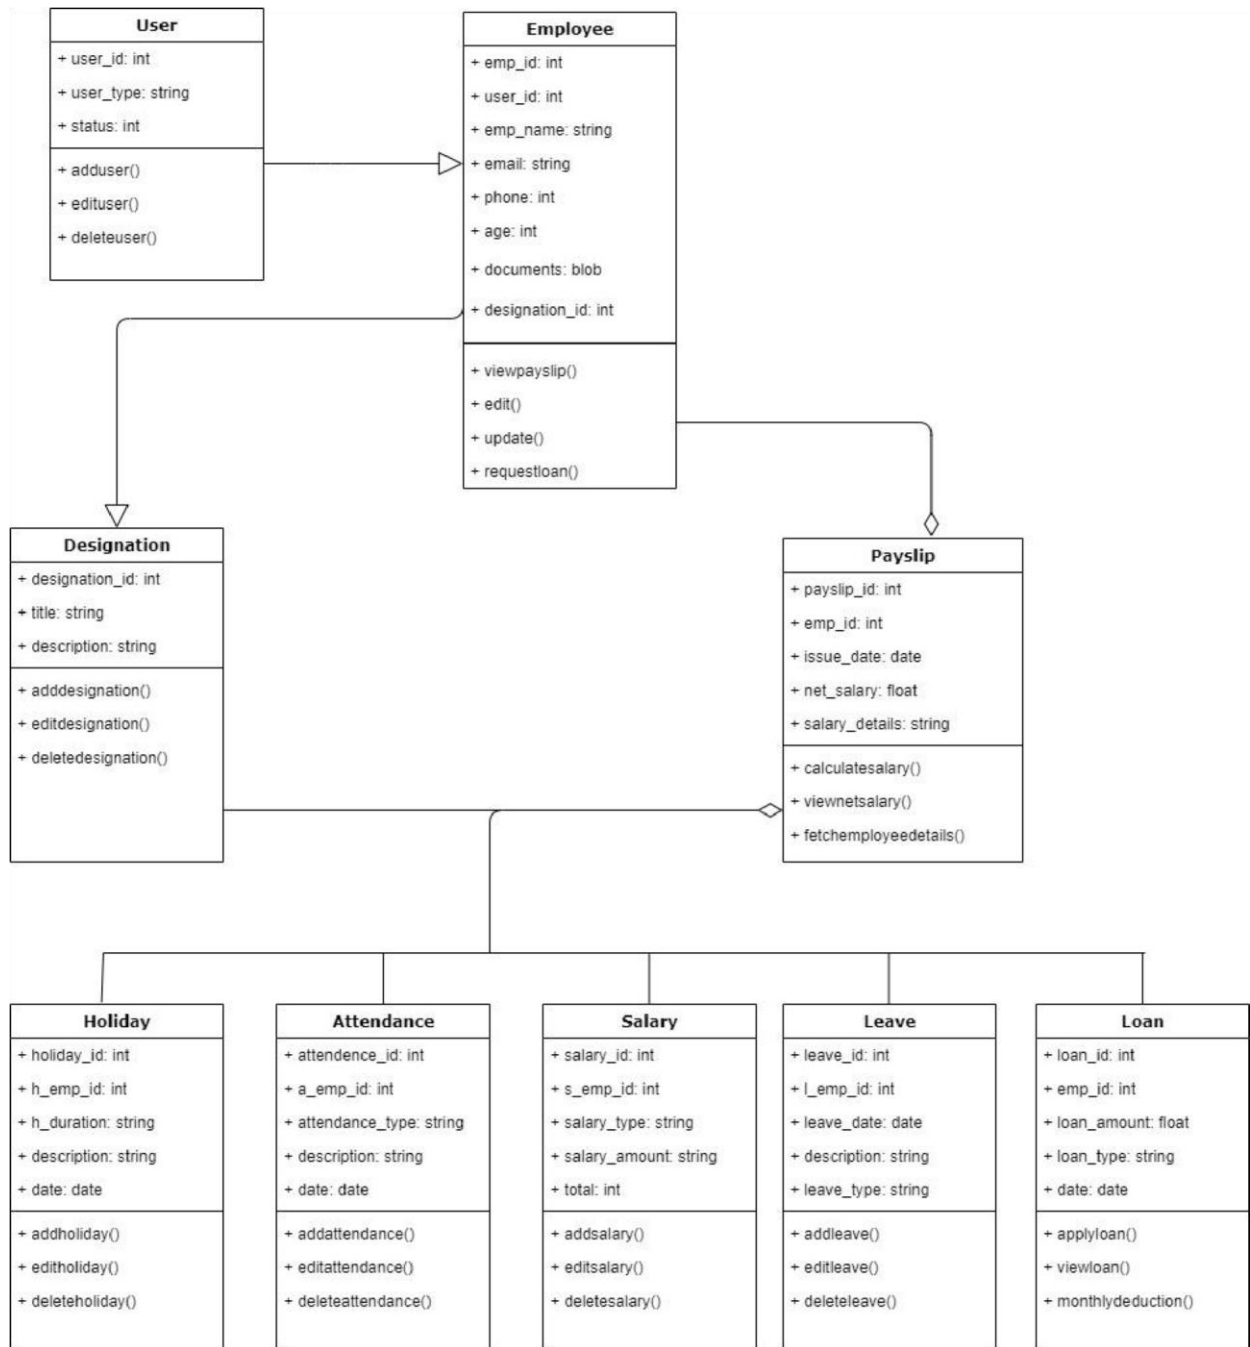 User
+ user_id: int
+ user_type: string
+ status: int
+ adduser()
+ edituser()
+ deleteuser()
Employee
+ emp_id: int
+ user_id: int
+ emp_name: string
+ email: string
+ phone: int
+ age: int
+ documents: blob
+ designation_id: int
+ viewpayslip()
+ edit()
+ update()
+ requestloan()
Designation
+ designation_id: int
+ title: string
+ description: string
+ adddesignation()
+ editdesignation()
+ deletedesignation()
Payslip
+ payslip_id: int
+ emp_id: int
+ issue_date: date
+ net_salary: float
+ salary_details: string
+ calculatesalary()
+ viewnetsalary()
+ fetchemployeedetails()
Holiday
+ holiday_id: int
+ h_emp_id: int
+ h_duration: string
+ description: string
+ date: date
+ addholiday()
+ editholiday()
+ deleteholiday()
Attendance
+ attendence_id: int
+ a_emp_id: int
+ attendance_type: string
+ description: string
+ date: date
+ addattendance()
+ editattendance()
+ deleteattendance()
Salary
+ salary_id: int
+ s_emp_id: int
+ salary_type: string
+ salary_amount: string
+ total: int
+ addsalary()
+ editsalary()
+ deletesalary()
Leave
+ leave_id: int
+ l_emp_id: int
+ leave_date: date
+ description: string
+ leave_type: string
+ addleave()
+ editleave()
+ deleteleave()
Loan
+ loan_id: int
+ emp_id: int
+ loan_amount: float
+ loan_type: string
+ date: date
+ applyloan()
+ viewloan()
+ monthlydeduction()